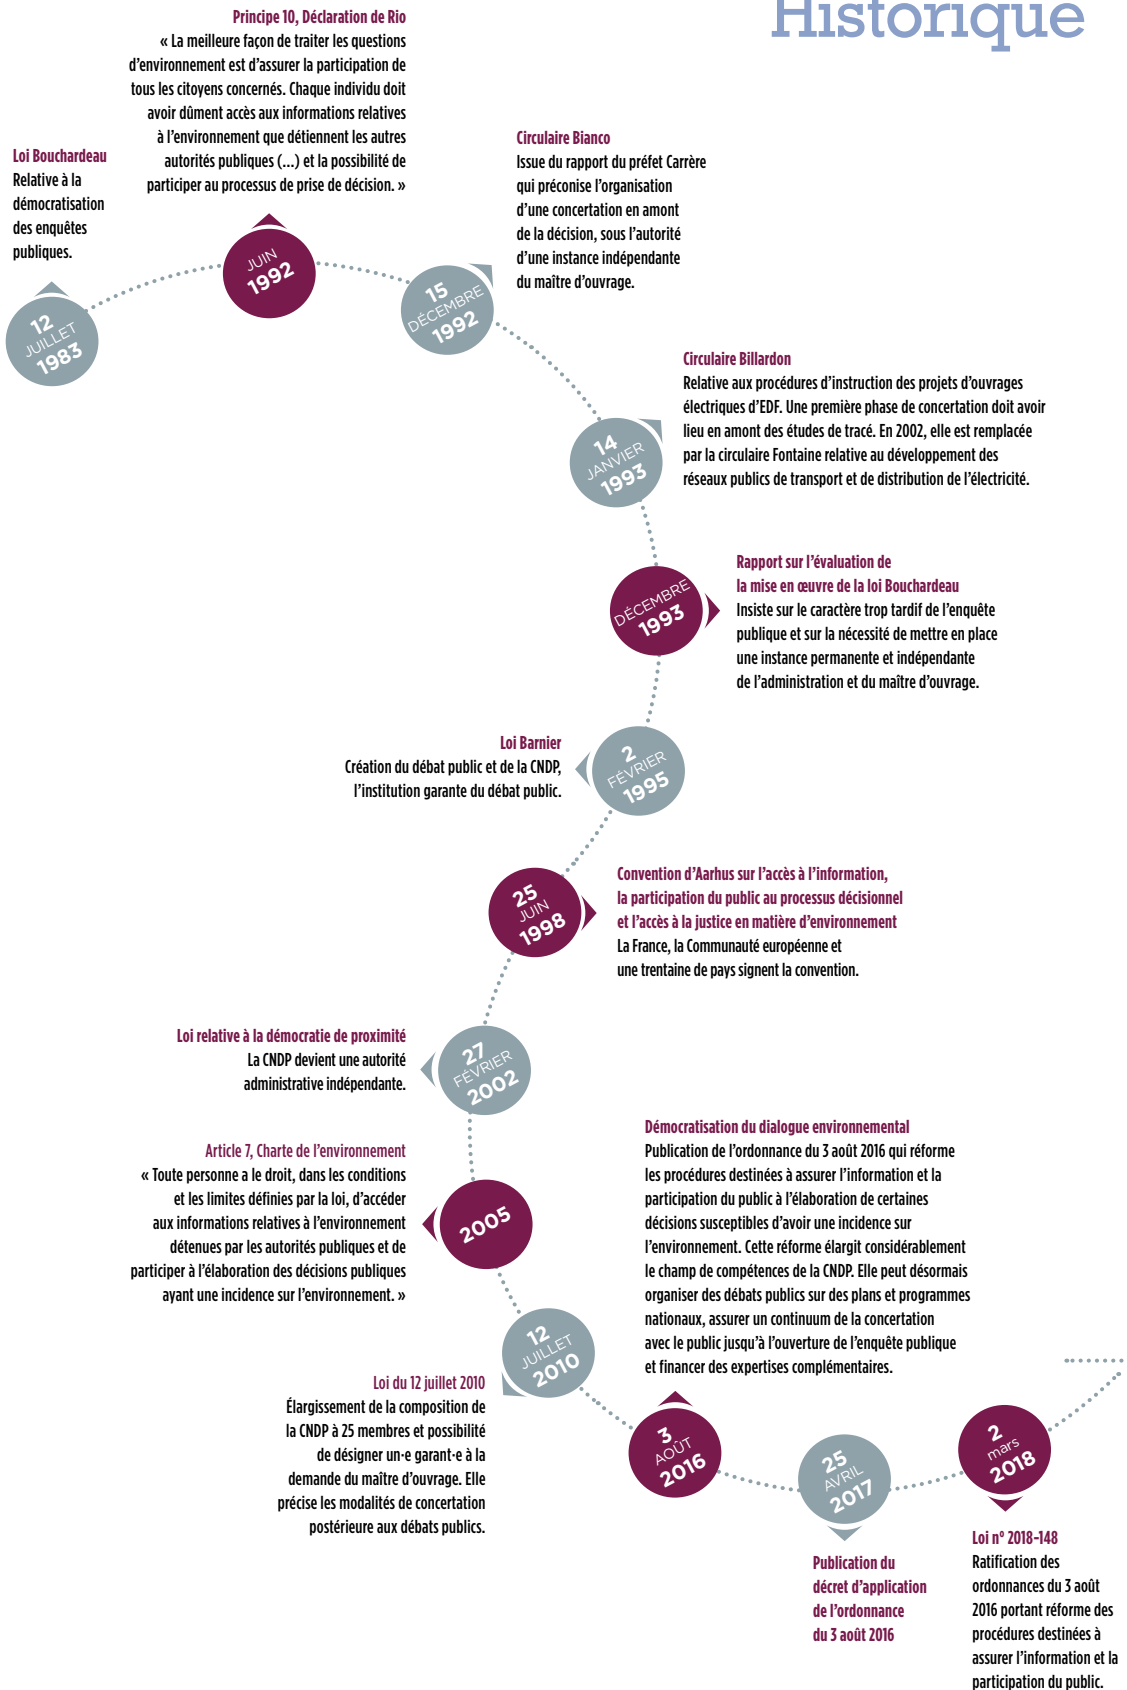 Historique
Loi Bouchardeau
Relative à la
démocratisation
des enquêtes
publiques.
12
JUILLET
1983
Principe 10, Déclaration de Rio
« La meilleure façon de traiter les questions
d’environnement est d’assurer la participation de
tous les citoyens concernés. Chaque individu doit
avoir dûment accès aux informations relatives
à l’environnement que détiennent les autres
autorités publiques (...) et la possibilité de
participer au processus de prise de décision. »
JUIN
1992
Circulaire Bianco
Issue du rapport du préfet Carrère
qui préconise l’organisation
d’une concertation en amont
de la décision, sous l’autorité
d’une instance indépendante
du maître d’ouvrage.
15
DÉCEMBRE
1992
Circulaire Billardon
Relative aux procédures d’instruction des projets d’ouvrages
électriques d’EDF. Une première phase de concertation doit avoir
lieu en amont des études de tracé. En 2002, elle est remplacée
par la circulaire Fontaine relative au développement des
réseaux publics de transport et de distribution de l’électricité.
14
JANVIER
1993
Rapport sur l’évaluation de
la mise en œuvre de la loi Bouchardeau
Insiste sur le caractère trop tardif de l’enquête
publique et sur la nécessité de mettre en place
une instance permanente et indépendante
de l’administration et du maître d’ouvrage.
DÉCEMBRE
1993
Loi Barnier
Création du débat public et de la CNDP,
l’institution garante du débat public.
2
FÉVRIER
1995
Convention d’Aarhus sur l’accès à l’information,
la participation du public au processus décisionnel
et l’accès à la justice en matière d’environnement
La France, la Communauté européenne et
une trentaine de pays signent la convention.
25
JUIN
1998
Loi relative à la démocratie de proximité
La CNDP devient une autorité
administrative indépendante.
27
FÉVRIER
2002
Article 7, Charte de l’environnement
« Toute personne a le droit, dans les conditions
et les limites définies par la loi, d’accéder
aux informations relatives à l’environnement
détenues par les autorités publiques et de
participer à l’élaboration des décisions publiques
ayant une incidence sur l’environnement. »
2005
Loi du 12 juillet 2010
Élargissement de la composition de
la CNDP à 25 membres et possibilité
de désigner un·e garant·e à la
demande du maître d’ouvrage. Elle
précise les modalités de concertation
postérieure aux débats publics.
12
JUILLET
2010
Démocratisation du dialogue environnemental
Publication de l’ordonnance du 3 août 2016 qui réforme
les procédures destinées à assurer l’information et la
participation du public à l’élaboration de certaines
décisions susceptibles d’avoir une incidence sur
l’environnement. Cette réforme élargit considérablement
le champ de compétences de la CNDP. Elle peut désormais
organiser des débats publics sur des plans et programmes
nationaux, assurer un continuum de la concertation
avec le public jusqu’à l’ouverture de l’enquête publique
et financer des expertises complémentaires.
3
AOÛT
2016
25
AVRIL
2017
Publication du
décret d’application
de l’ordonnance
du 3 août 2016
2
mars
2018
Loi n° 2018-148
Ratification des
ordonnances du 3 août
2016 portant réforme des
procédures destinées à
assurer l’information et la
participation du public.